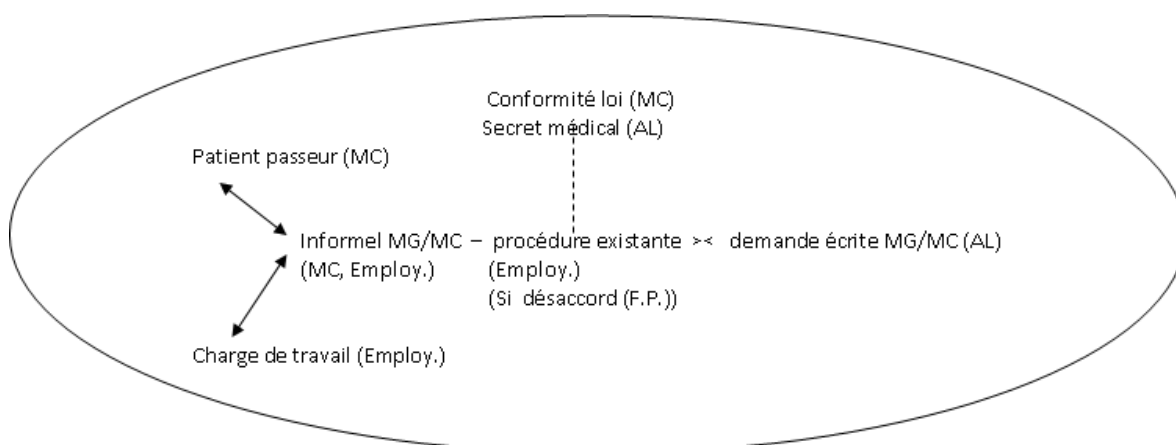 Conformité loi (MC)
Secret médical (AL)
Patient passeur (MC)
Informel MG/MC – procédure existante >< demande écrite MG/MC (AL)
(MC, Employ.) (Employ.)
(Si désaccord (F.P.))
Charge de travail (Employ.)